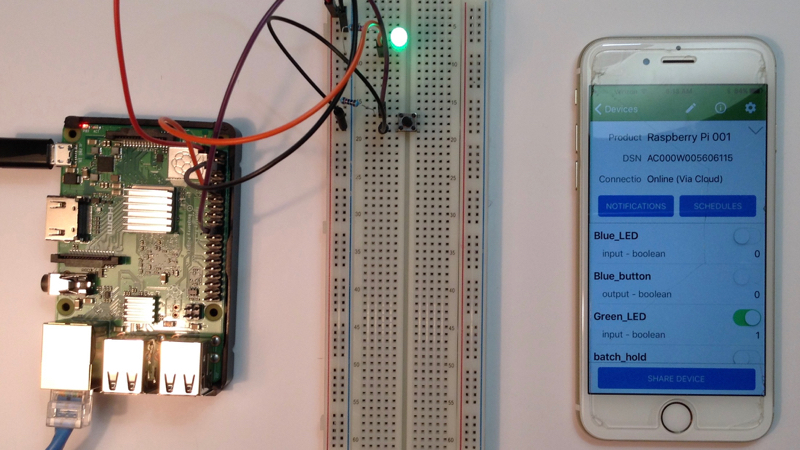 Devices
Product Raspberry Pi 001
DSN AC000W005606115
Connectio Online (Via Cloud)
NOTIFICATIONS SCHEDULES
Blue_LED
input - boolean 0
Blue_button
output - boolean 0
Green_LED
input - boolean 1
batch_hold
SHARE DEVICE